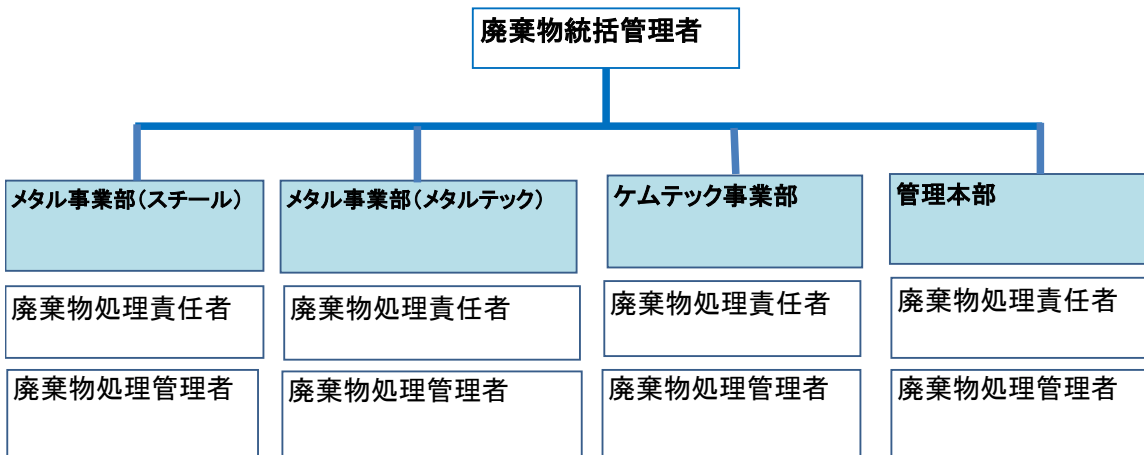 廃棄物統括管理者
メタル事業部(スチール)
メタル事業部(メタルテック)
ケムテック事業部
管理本部
廃棄物処理責任者
廃棄物処理責任者
廃棄物処理責任者
廃棄物処理責任者
廃棄物処理管理者
廃棄物処理管理者
廃棄物処理管理者
廃棄物処理管理者